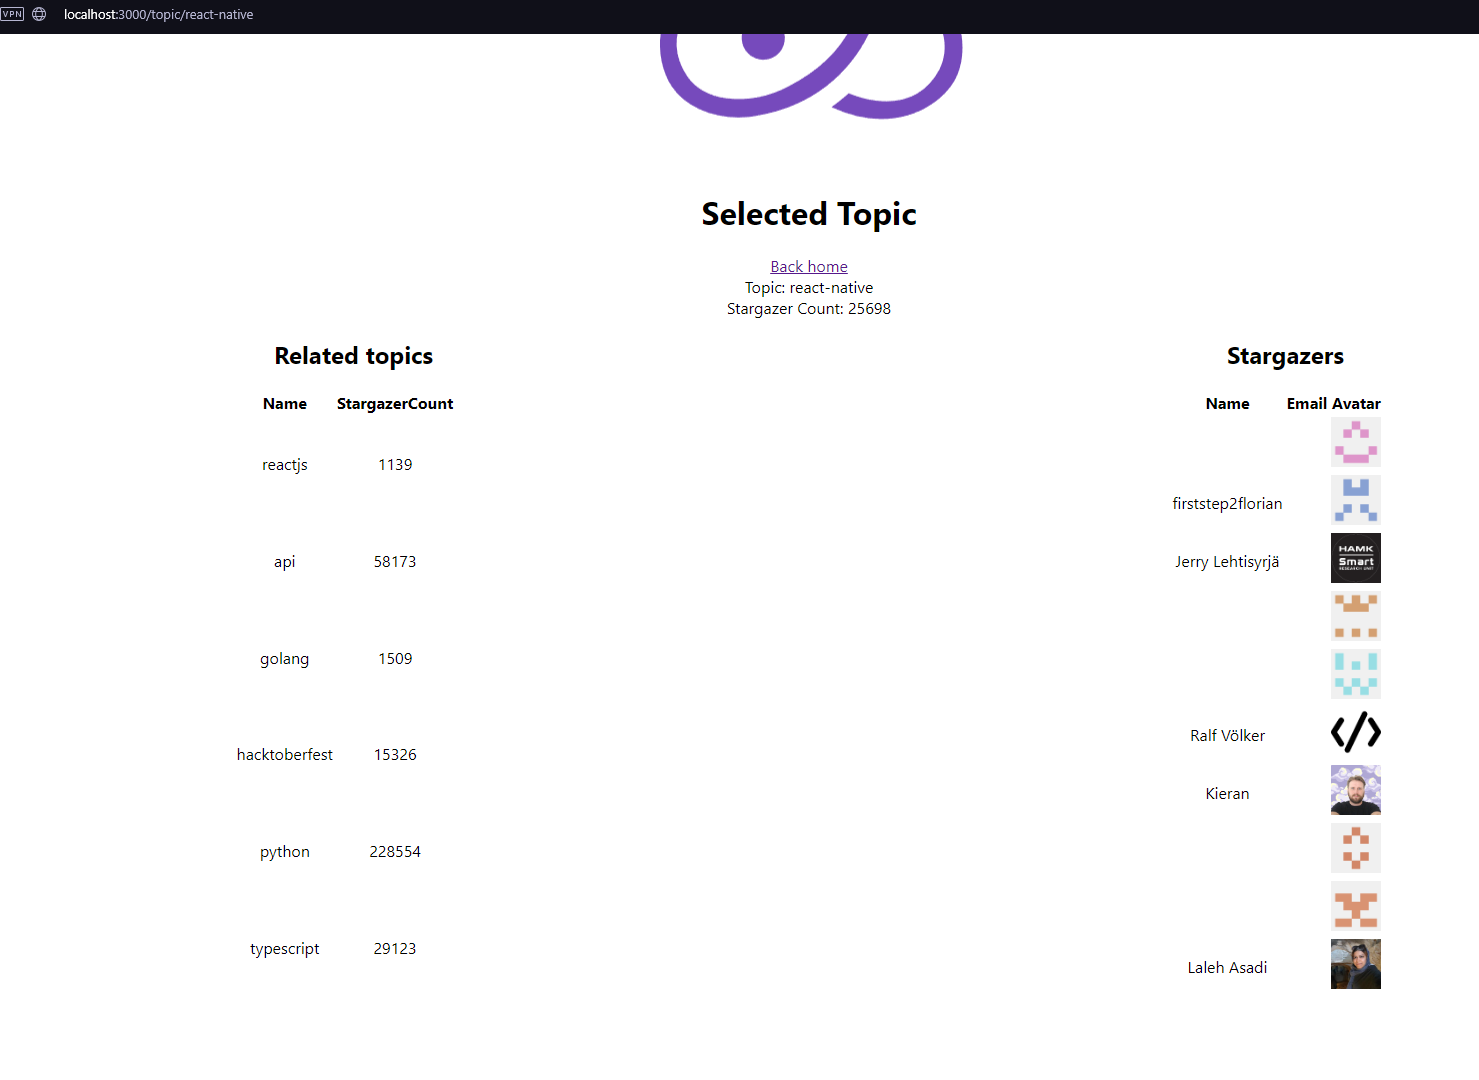 VPN localhost:3000/topic/react-native
Selected Topic
Back home
Topic: react-native
Stargazer Count: 25698
Related topics
Name StargazerCount
reactjs 1139
api 58173
golang 1509
hacktoberfest 15326
python 228554
typescript 29123
Stargazers
Name Email Avatar
firststep2florian
Jerry Lehtisyrjä
HAMK
Smart
RESEARCH UNIT
Ralf Völker
</>
Kieran
Laleh Asadi